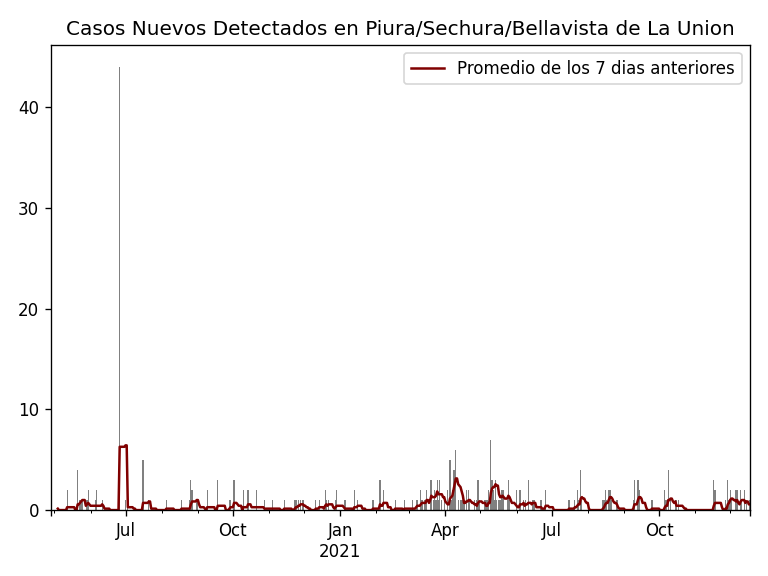 Casos Nuevos Detectados en Piura/Sechura/Bellavista de La Union
Promedio de los 7 dias anteriores
40
30
20
10
0
Jul Oct Jan Apr Jul Oct
2021